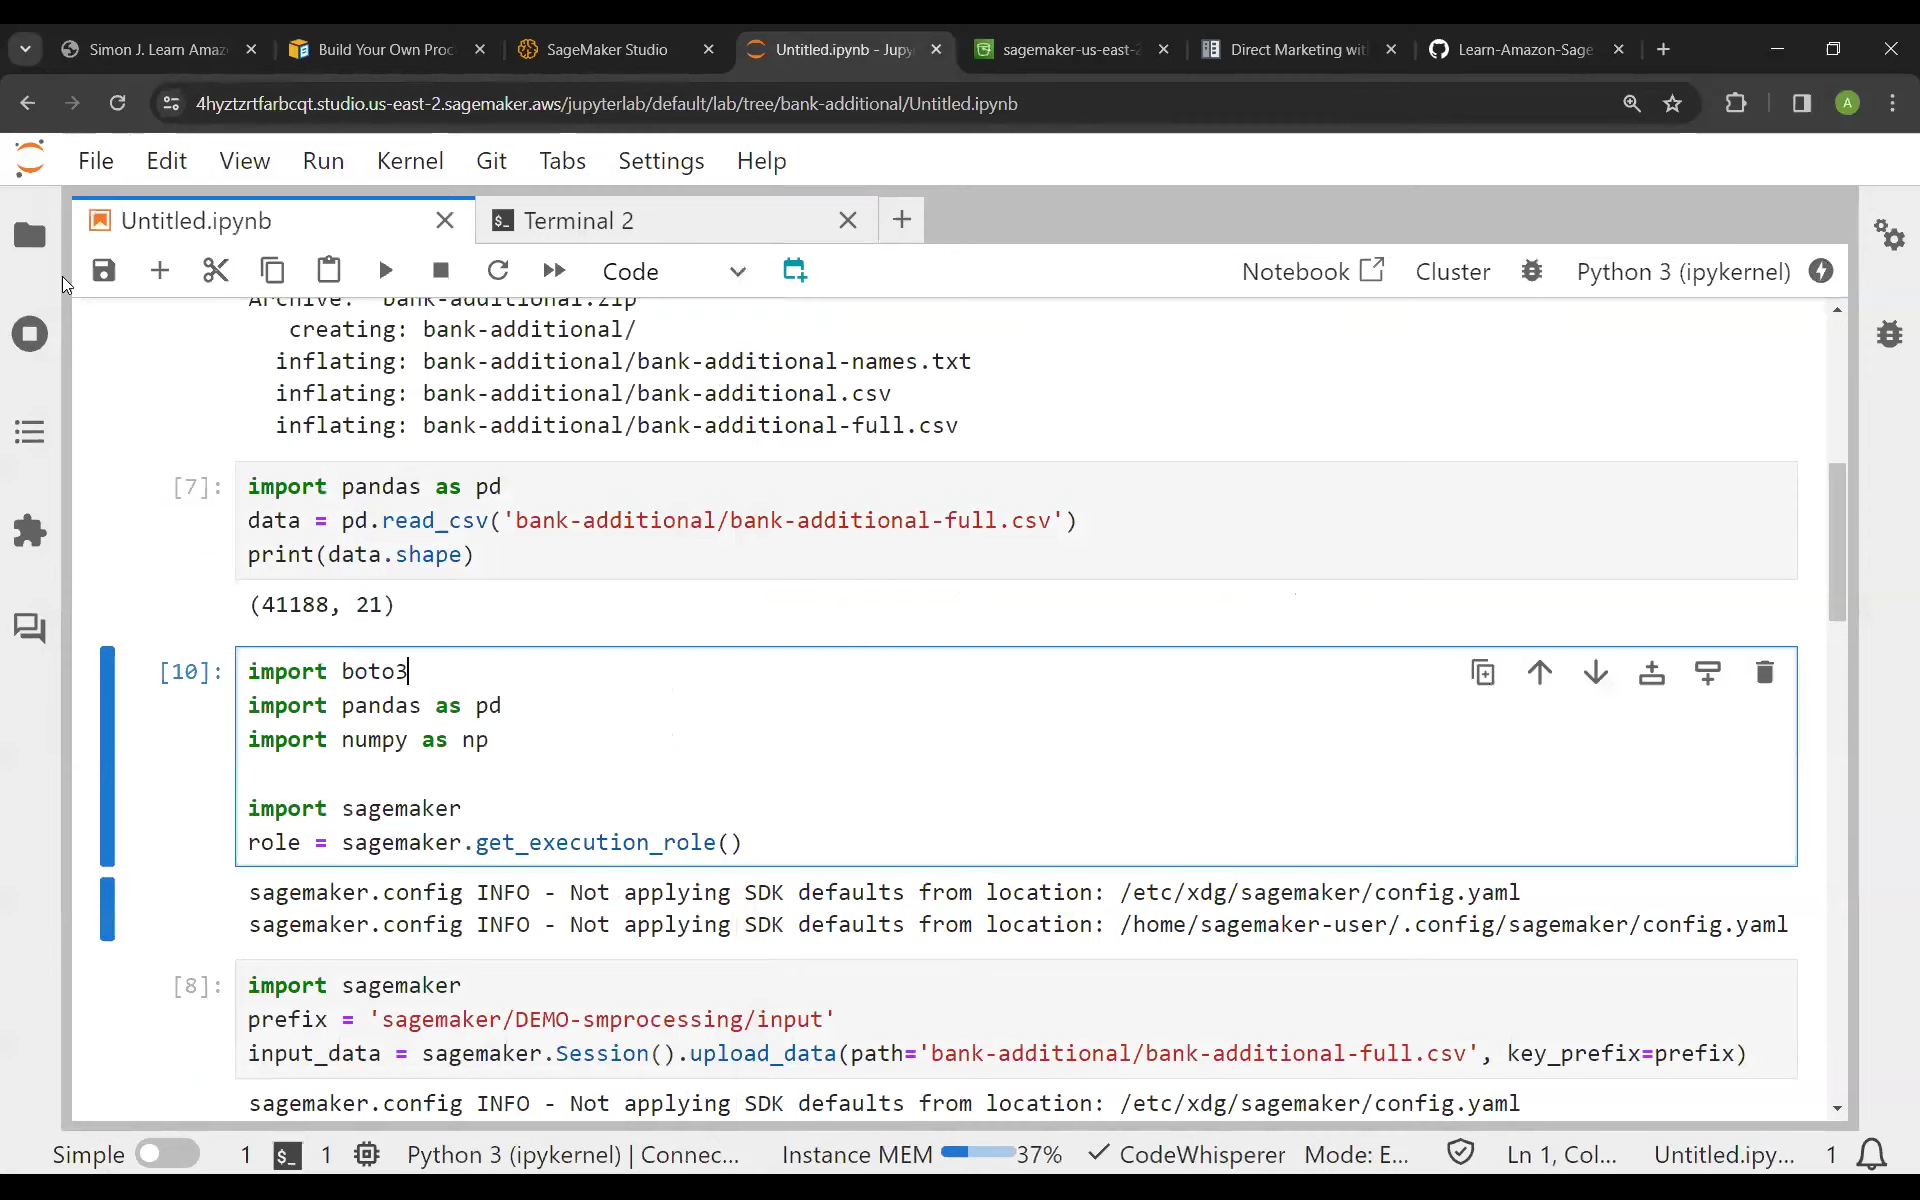 Simon J. Learn Amaz
Build Your Own Proc
SageMaker Studio
Untitled.ipynb - Jupy
sagemaker-us-east-2
Direct Marketing wit
Learn-Amazon-Sage
4hyztzrtfarbcqt.studio.us-east-2.sagemaker.aws/jupyterlab/default/lab/tree/bank-additional/Untitled.ipynb
A
File Edit View Run Kernel Git Tabs Settings Help
Untitled.ipynb
Terminal 2
Code
Notebook
Cluster
Python 3 (ipykernel)
Archive: bank-additional.zip
creating: bank-additional/
inflating: bank-additional/bank-additional-names.txt
inflating: bank-additional/bank-additional.csv
inflating: bank-additional/bank-additional-full.csv
[7]: import pandas as pd
data = pd.read_csv('bank-additional/bank-additional-full.csv')
print(data.shape)
(41188, 21)
[10]: import boto3
import pandas as pd
import numpy as np
import sagemaker
role = sagemaker.get_execution_role()
sagemaker.config INFO - Not applying SDK defaults from location: /etc/xdg/sagemaker/config.yaml
sagemaker.config INFO - Not applying SDK defaults from location: /home/sagemaker-user/.config/sagemaker/config.yaml
[8]: import sagemaker
prefix = 'sagemaker/DEMO-smprocessing/input'
input_data = sagemaker.Session().upload_data(path='bank-additional/bank-additional-full.csv', key_prefix=prefix)
sagemaker.config INFO - Not applying SDK defaults from location: /etc/xdg/sagemaker/config.yaml
Simple 1 1 Python 3 (ipykernel) | Connec... Instance MEM 37% CodeWhisperer Mode: E... Ln 1, Col... Untitled.ipy... 1